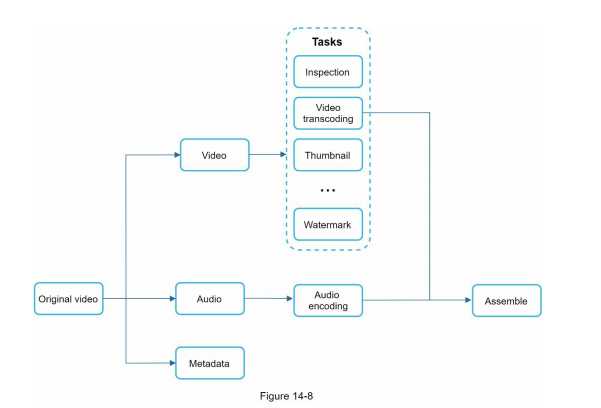 Tasks
Inspection
Video
transcoding
Video
Thumbnail
...
Watermark
Original video
Audio
Audio
encoding
Assemble
Metadata
Figure 14-8